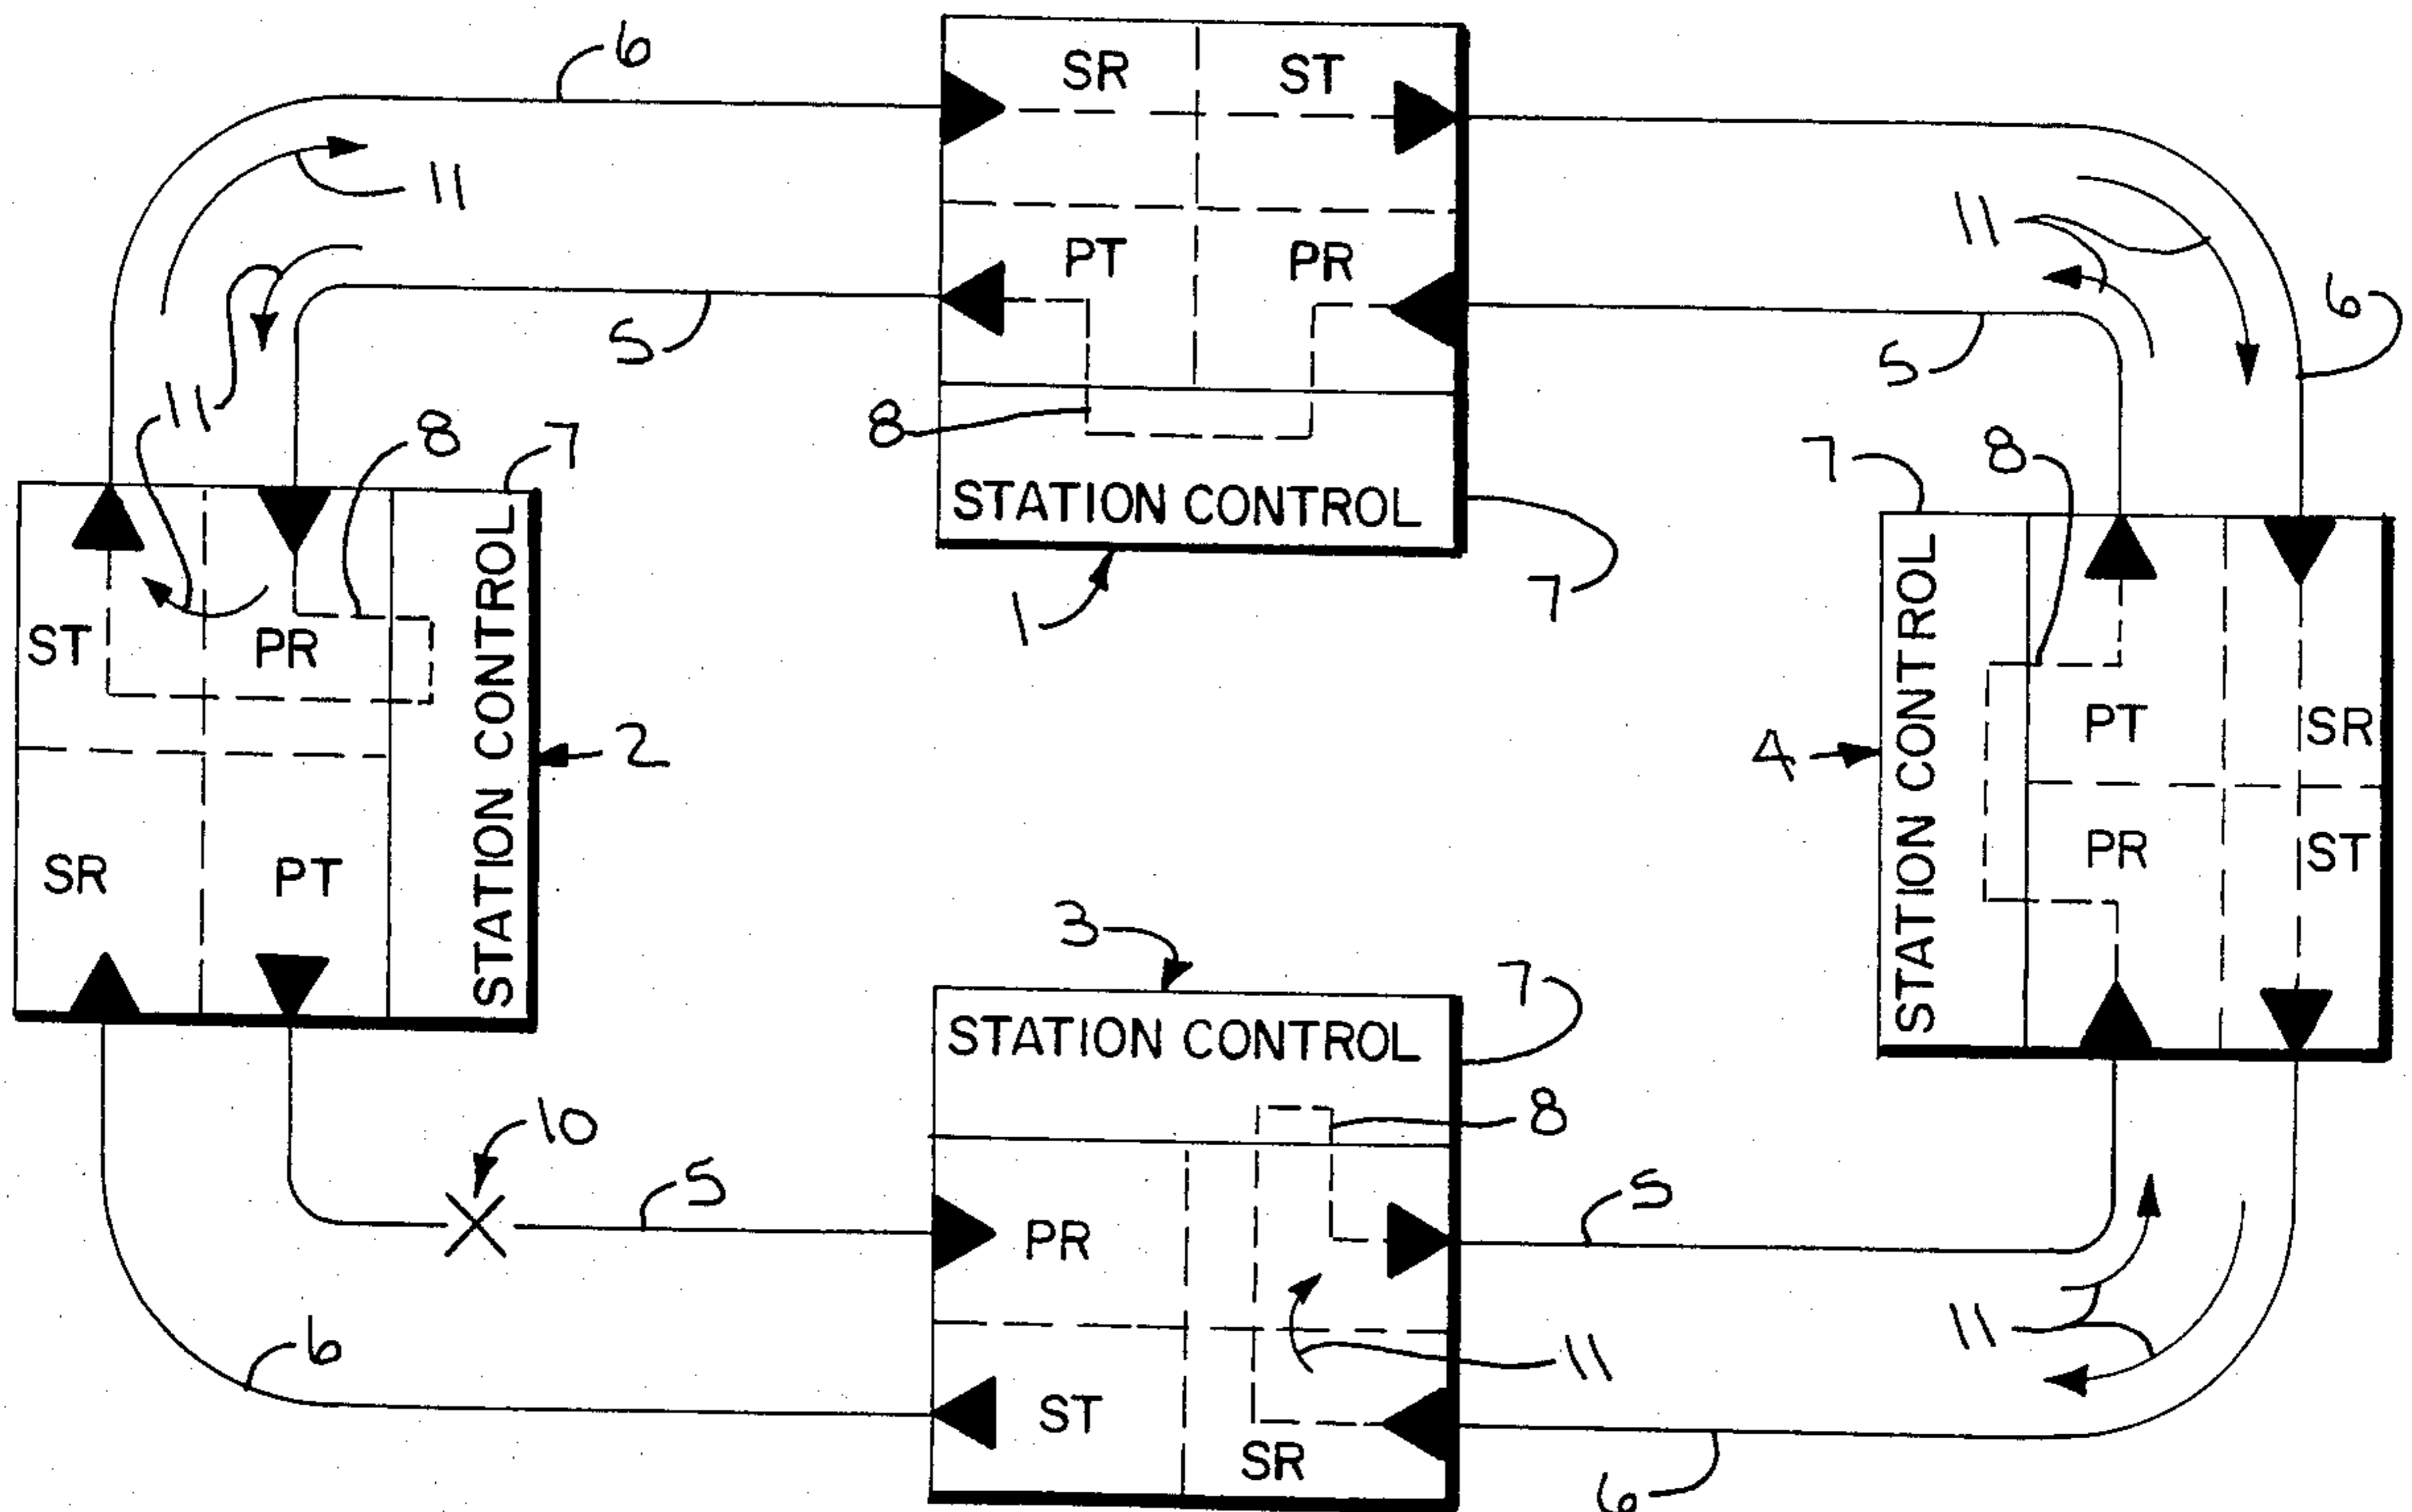 6
SR ST
11
11
PT PR
6
5
5
8
11
8
7
7
8
STATION CONTROL
7
1
ST PR
STATION CONTROL
2
STATION CONTROL
PT
SR
4
SR
PT
PR
ST
3
7
STATION CONTROL
10
5
8
5
PR
6
11
11
ST
SR
6